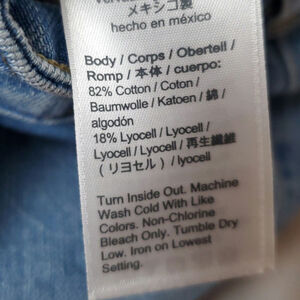 メキシコ製
hecho en méxico
Body / Corps / Obertell /
Romp / 本体 / cuerpo:
82% Cotton / Coton /
Baumwolle / Katoen / 綿 /
algodón
18% Lyocell / Lyocell /
Lyocell / Lyocell / 再生繊維
(リヨセル) / lyocell
Turn Inside Out. Machine
Wash Cold With Like
Colors. Non-Chlorine
Bleach Only. Tumble Dry
Low. Iron on Lowest
Setting.